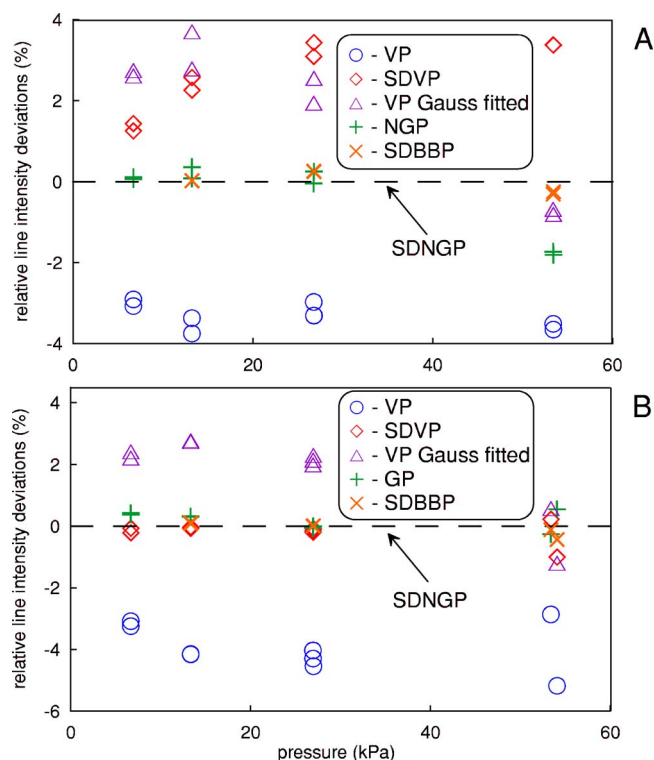 A
relative line intensity deviations (%)
4
2
0
-2
-4
- VP
- SDVP
- VP Gauss fitted
- NGP
- SDBBP
SDNGP
0 20 40 60
B
relative line intensity deviations (%)
4
2
0
-2
-4
-6
- VP
- SDVP
- VP Gauss fitted
- GP
- SDBBP
SDNGP
0 20 40 60
pressure (kPa)